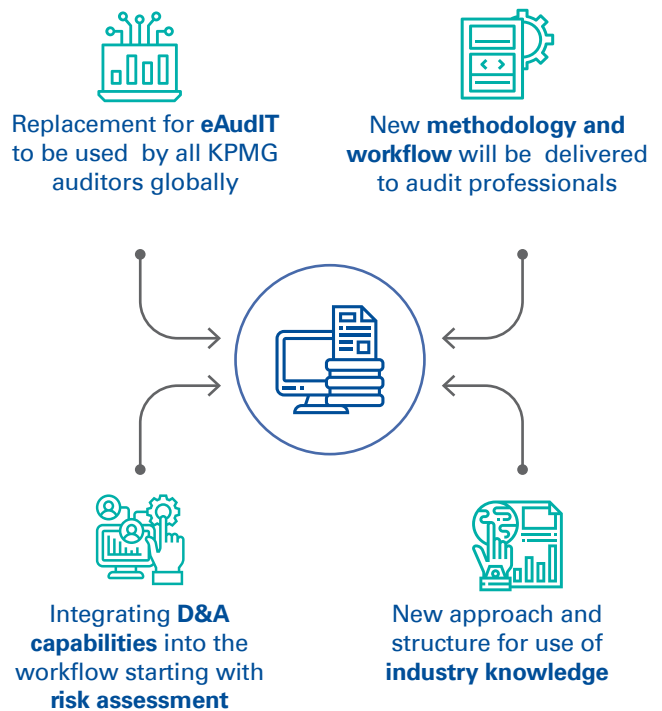 Replacement for eAudIT
to be used by all KPMG
auditors globally
New methodology and
workflow will be delivered
to audit professionals
Integrating D&A
capabilities into the
workflow starting with
risk assessment
New approach and
structure for use of
industry knowledge